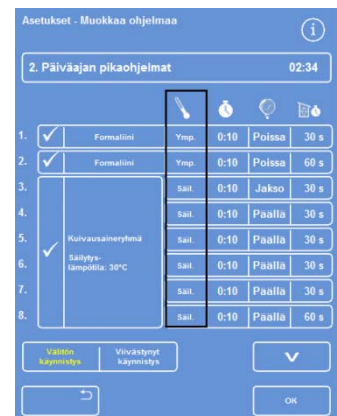 Asetukset - Muokkaa ohjelmaa
2. Päiväajan pikaohjelmat 02:34
1. Formaliini Ymp. 0:10 Poissa 30 s
2. Formaliini Ymp. 0:10 Poissa 60 s
3. Säil. 0:10 Jakso 30 s
4. Säil. 0:10 Päällä 30 s
5. Kuivausaineryhmä Säil. 0:10 Päällä 30 s
6. Säilytys-
lämpötila: 30°C Säil. 0:10 Päällä 30 s
7. Säil. 0:10 Päällä 30 s
8. Säil. 0:10 Päällä 60 s
Välitön
käynnistys
Viivästynyt
käynnistys
OK